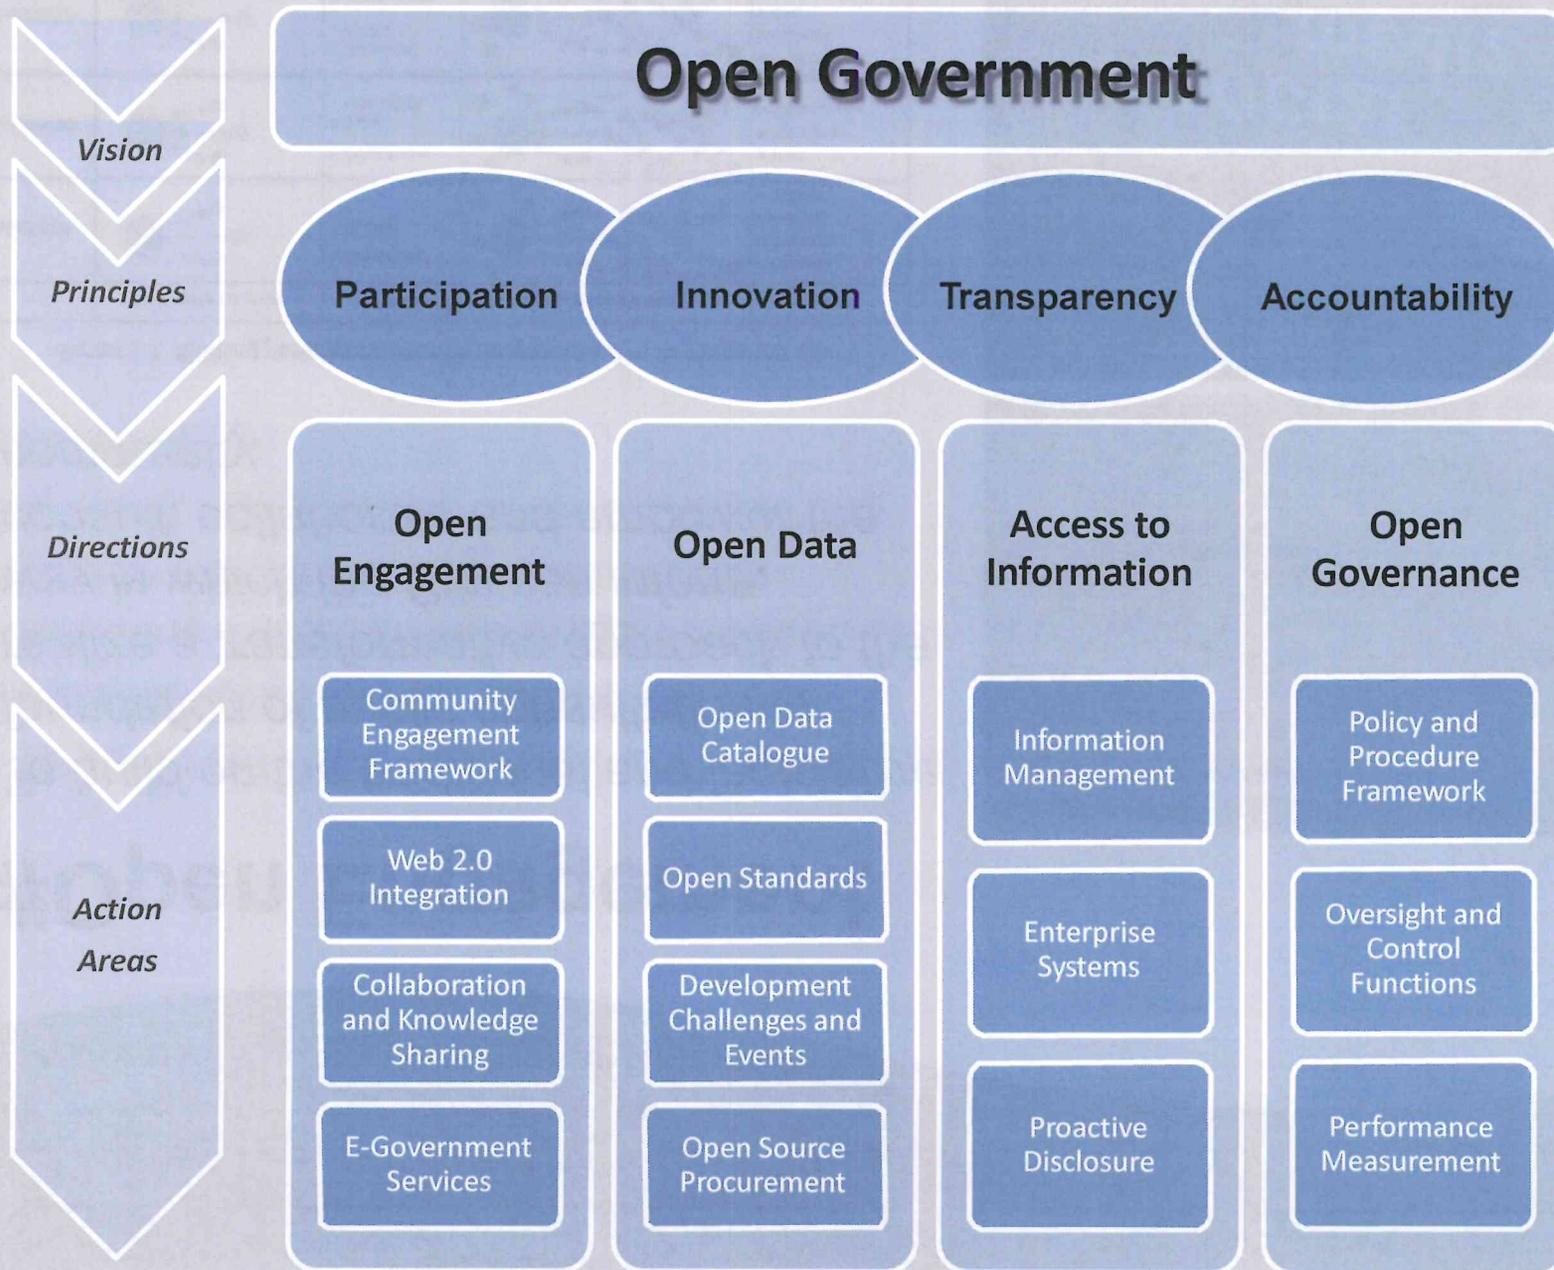 Open Government
Vision
Principles
Participation
Innovation
Transparency
Accountability
Directions
Open
Engagement
Open Data
Access to
Information
Open
Governance
Action
Areas
Community
Engagement
Framework
Web 2.0
Integration
Collaboration
and Knowledge
Sharing
E-Government
Services
Open Data
Catalogue
Open Standards
Development
Challenges and
Events
Open Source
Procurement
Information
Management
Enterprise
Systems
Proactive
Disclosure
Policy and
Procedure
Framework
Oversight and
Control
Functions
Performance
Measurement